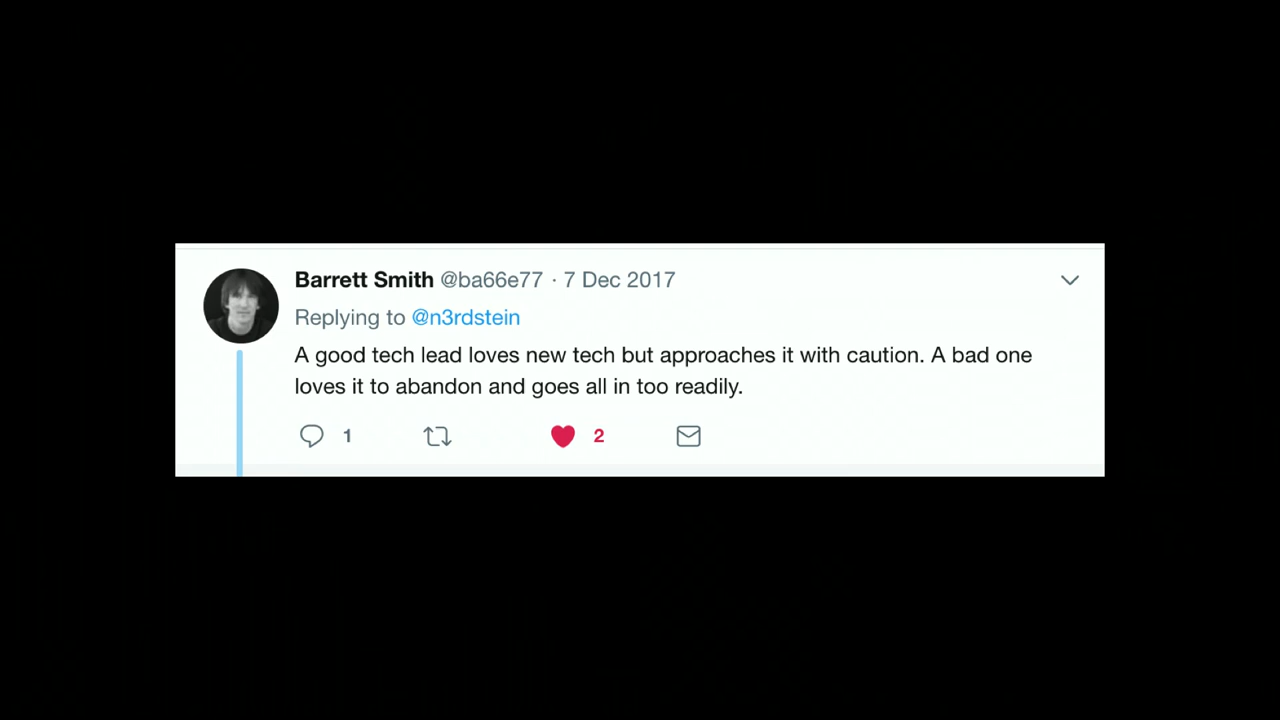 Barrett Smith @ba66e77 · 7 Dec 2017
Replying to @n3rdstein
A good tech lead loves new tech but approaches it with caution. A bad one
loves it to abandon and goes all in too readily.
1 2